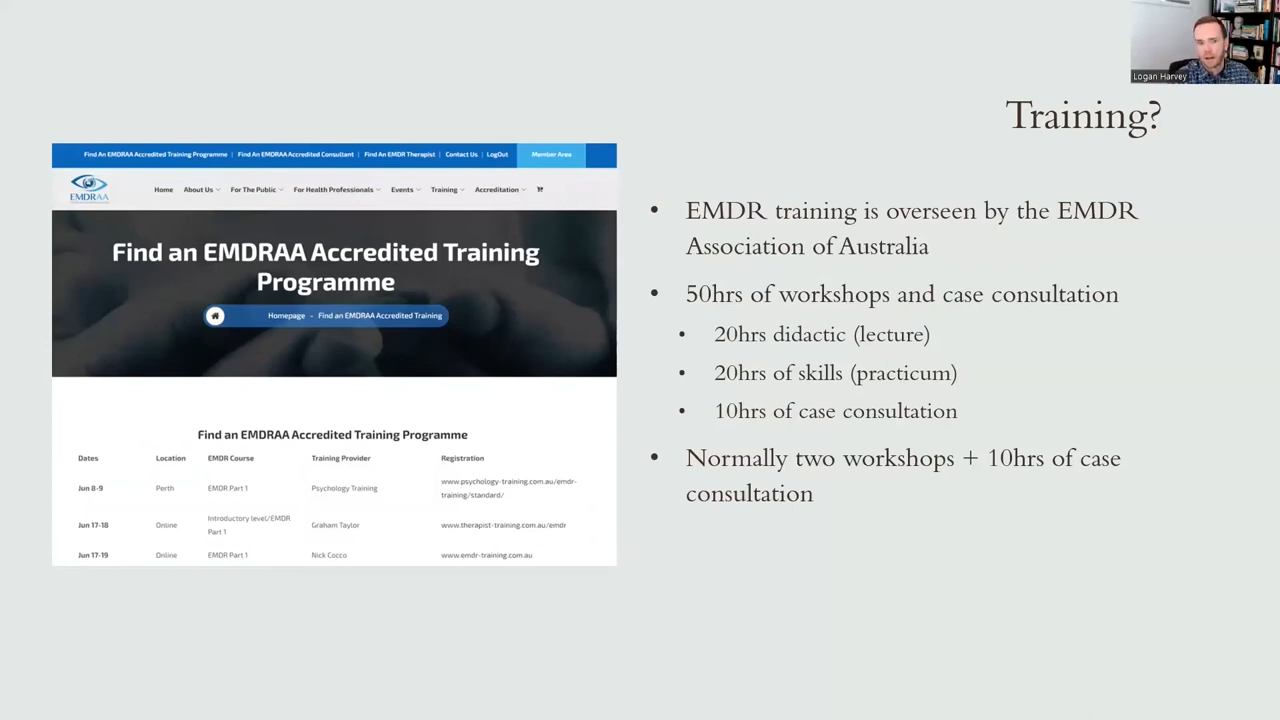 Logan Harvey
Training?
Find An EMDRAA Accredited Training Programme | Find An EMDRAA Accredited Consultant | Find An EMDR Therapist | Contact Us | LogOut Member Area
EMDRAA
Home About Us For The Public For Health Professionals Events Training Accreditation
Find an EMDRAA Accredited Training
Programme
Homepage - Find an EMDRAA Accredited Training
Find an EMDRAA Accredited Training Programme
Dates Location EMDR Course Training Provider Registration
Jun 8-9 Perth EMDR Part 1 Psychology Training www.psychology-training.com.au/emdr-
training/standard/
Jun 17-18 Online Introductory level/EMDR Graham Taylor www.therapist-training.com.au/emdr
Part 1
Jun 17-19 Online EMDR Part 1 Nick Cocco www.emdr-training.com.au
• EMDR training is overseen by the EMDR
Association of Australia
• 50hrs of workshops and case consultation
• 20hrs didactic (lecture)
• 20hrs of skills (practicum)
• 10hrs of case consultation
• Normally two workshops + 10hrs of case
consultation